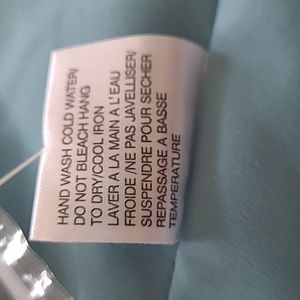 HAND WASH COLD WATER/
DO NOT BLEACH HANG
TO DRY/COOL IRON
LAVER A LA MAIN A L'EAU
FROIDE /NE PAS JAVELLISER/
SUSPENDRE POUR SECHER
REPASSAGE A BASSE
TEMPERATURE